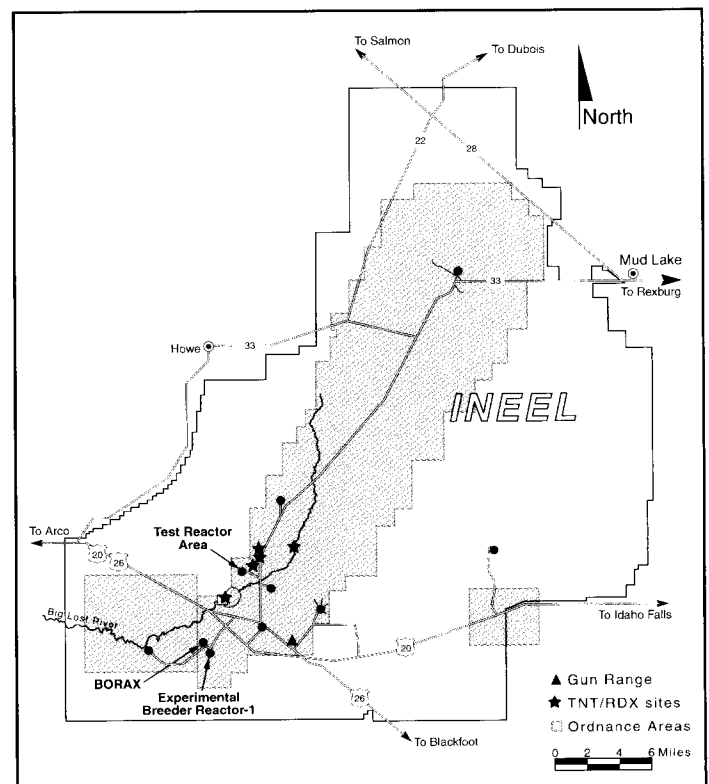 To Salmon
To Dubois
North
22
28
Mud Lake
33
To Rexburg
Howe
33
INEEL
To Arco
Test Reactor
Area
20
26
Big Lost River
To Idaho Falls
20
BORAX
Experimental
Breeder Reactor-1
26
To Blackfoot
Gun Range
TNT/RDX sites
Ordnance Areas
0 2 4 6 Miles